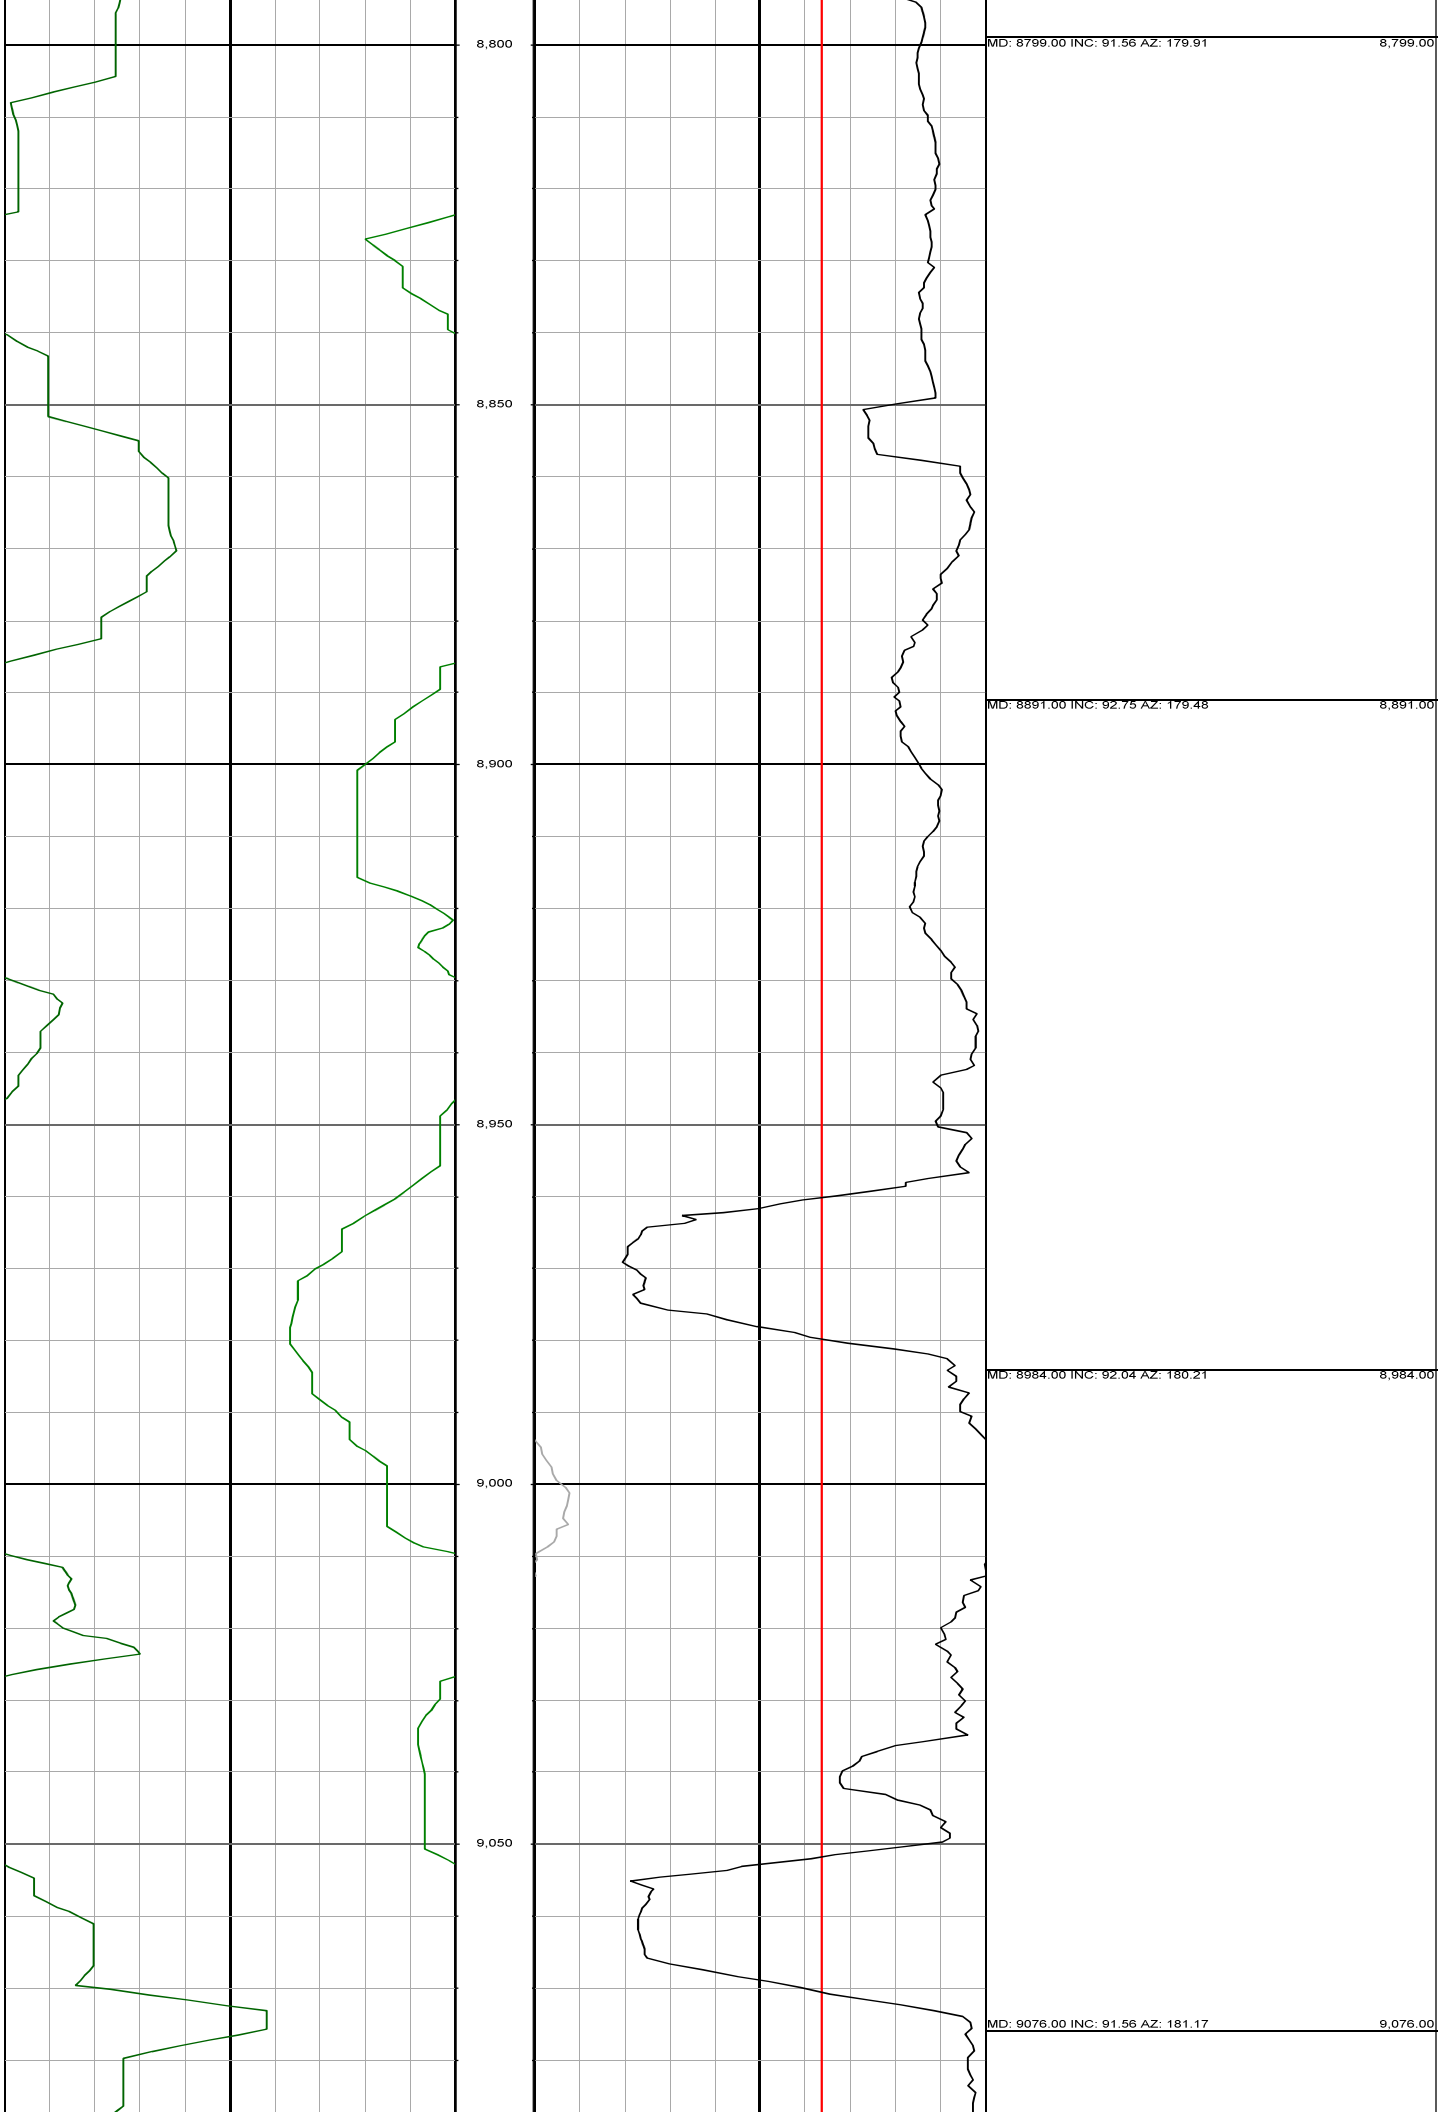 8,800
MD: 8799.00 INC: 91.56 AZ: 179.91 8,799.00
8,850
MD: 8891.00 INC: 92.75 AZ: 179.48 8,891.00
8,900
8,950
MD: 8984.00 INC: 92.04 AZ: 180.21 8,984.00
9,000
9,050
MD: 9076.00 INC: 91.56 AZ: 181.17 9,076.00